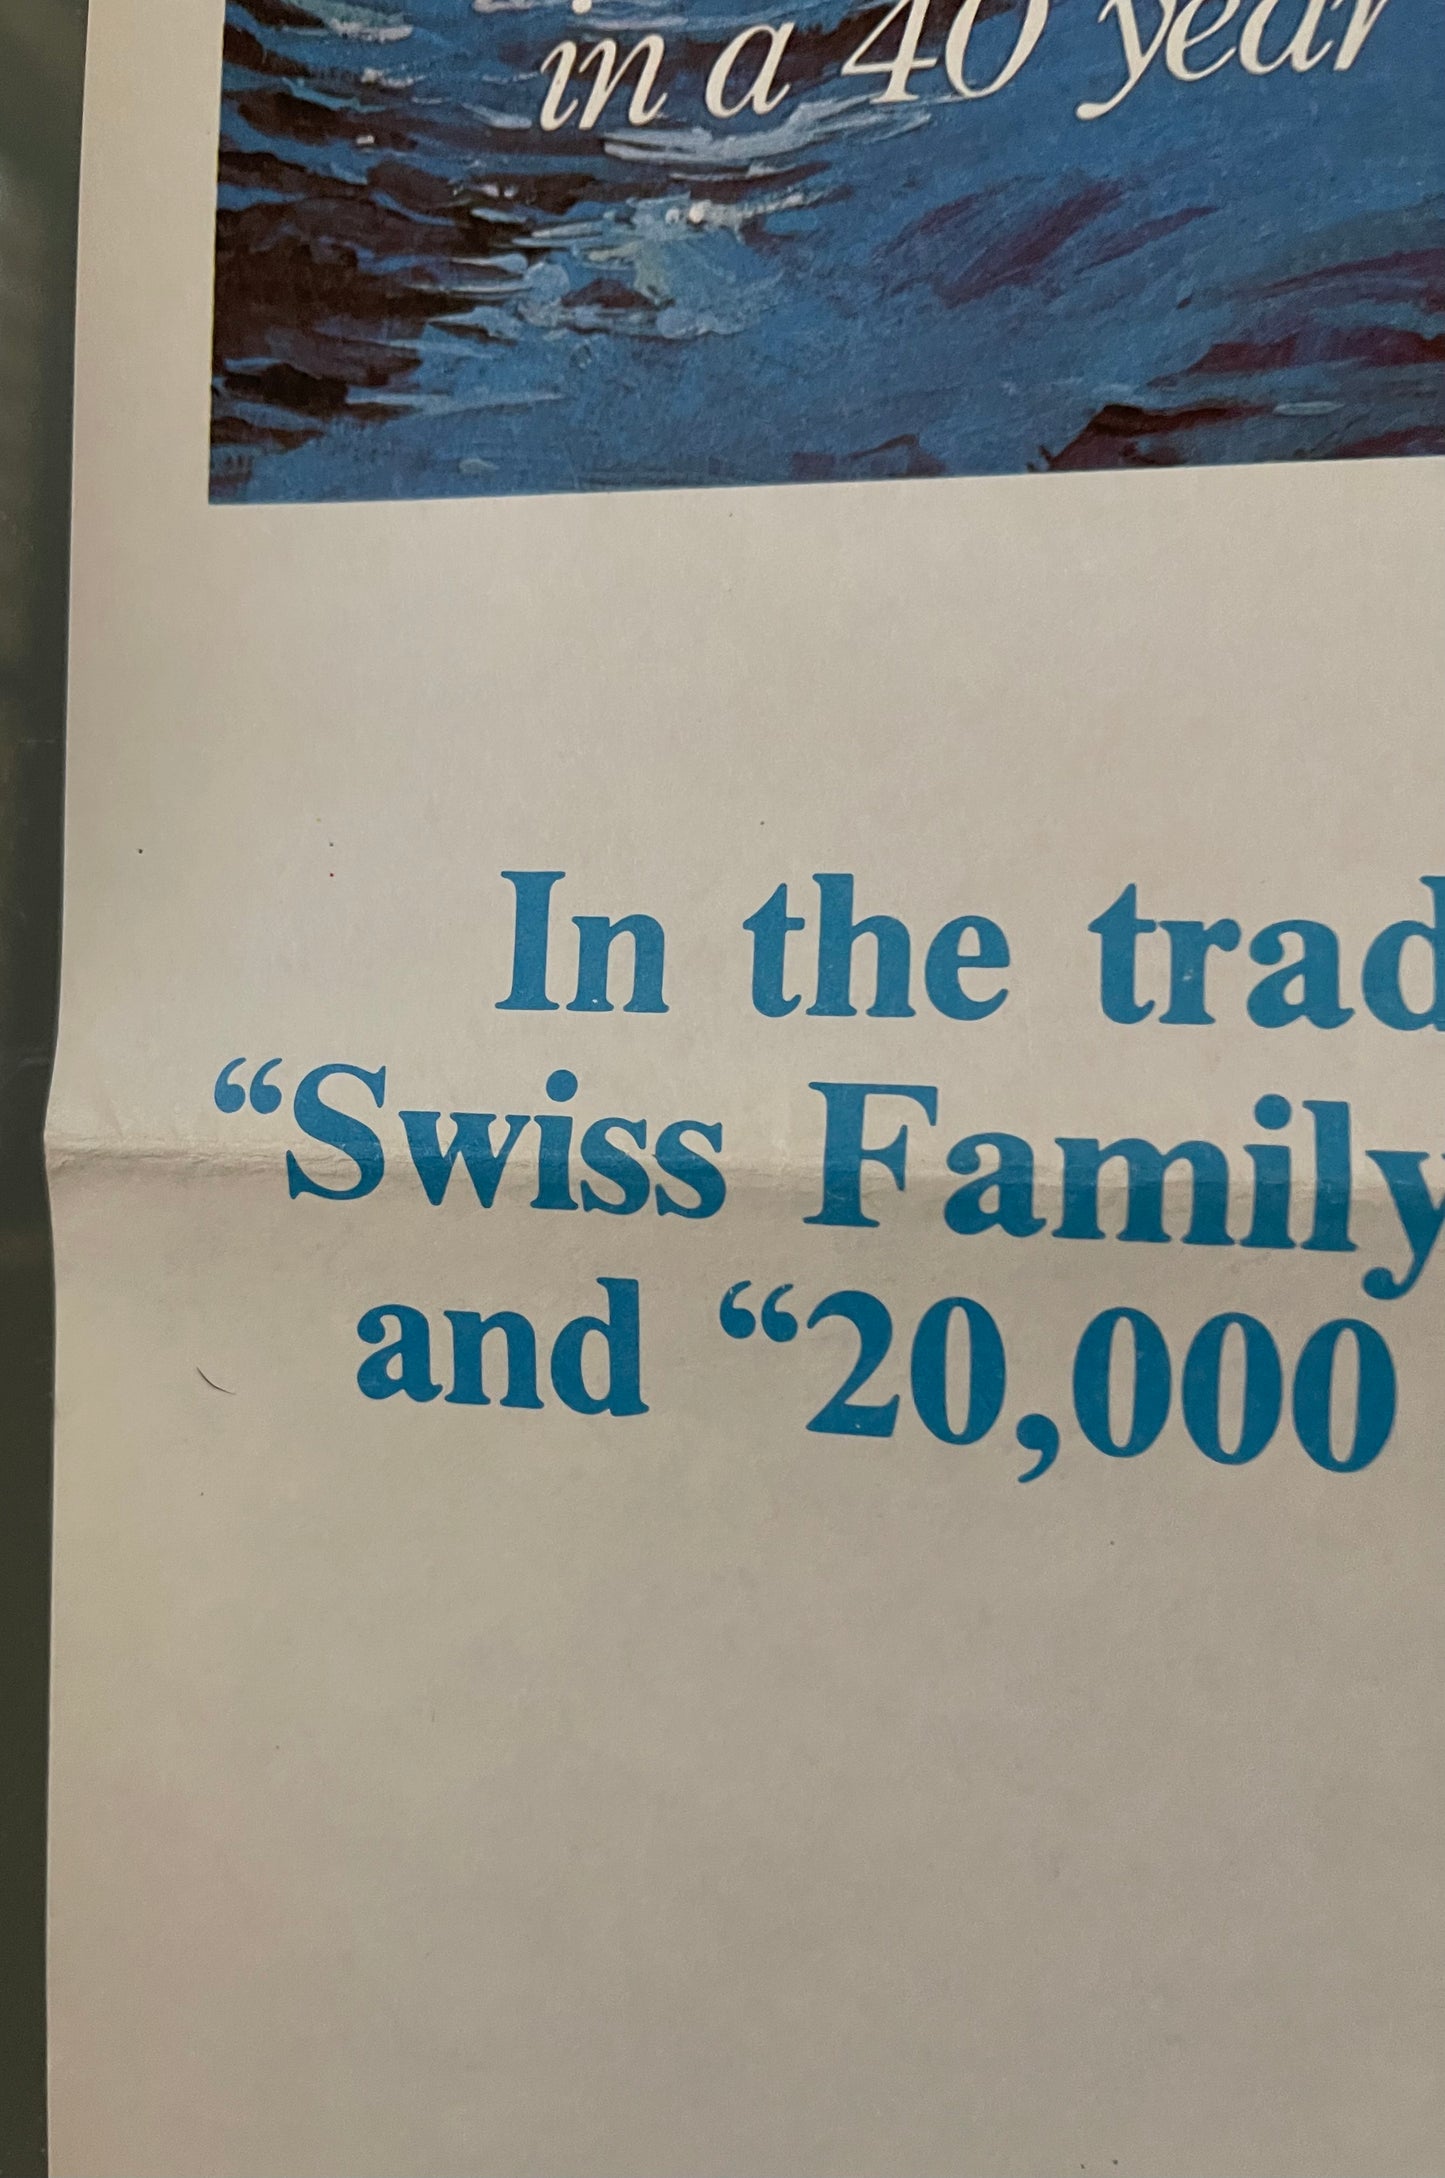 in a 40 year
In the trad
“Swiss Family
and “20,000